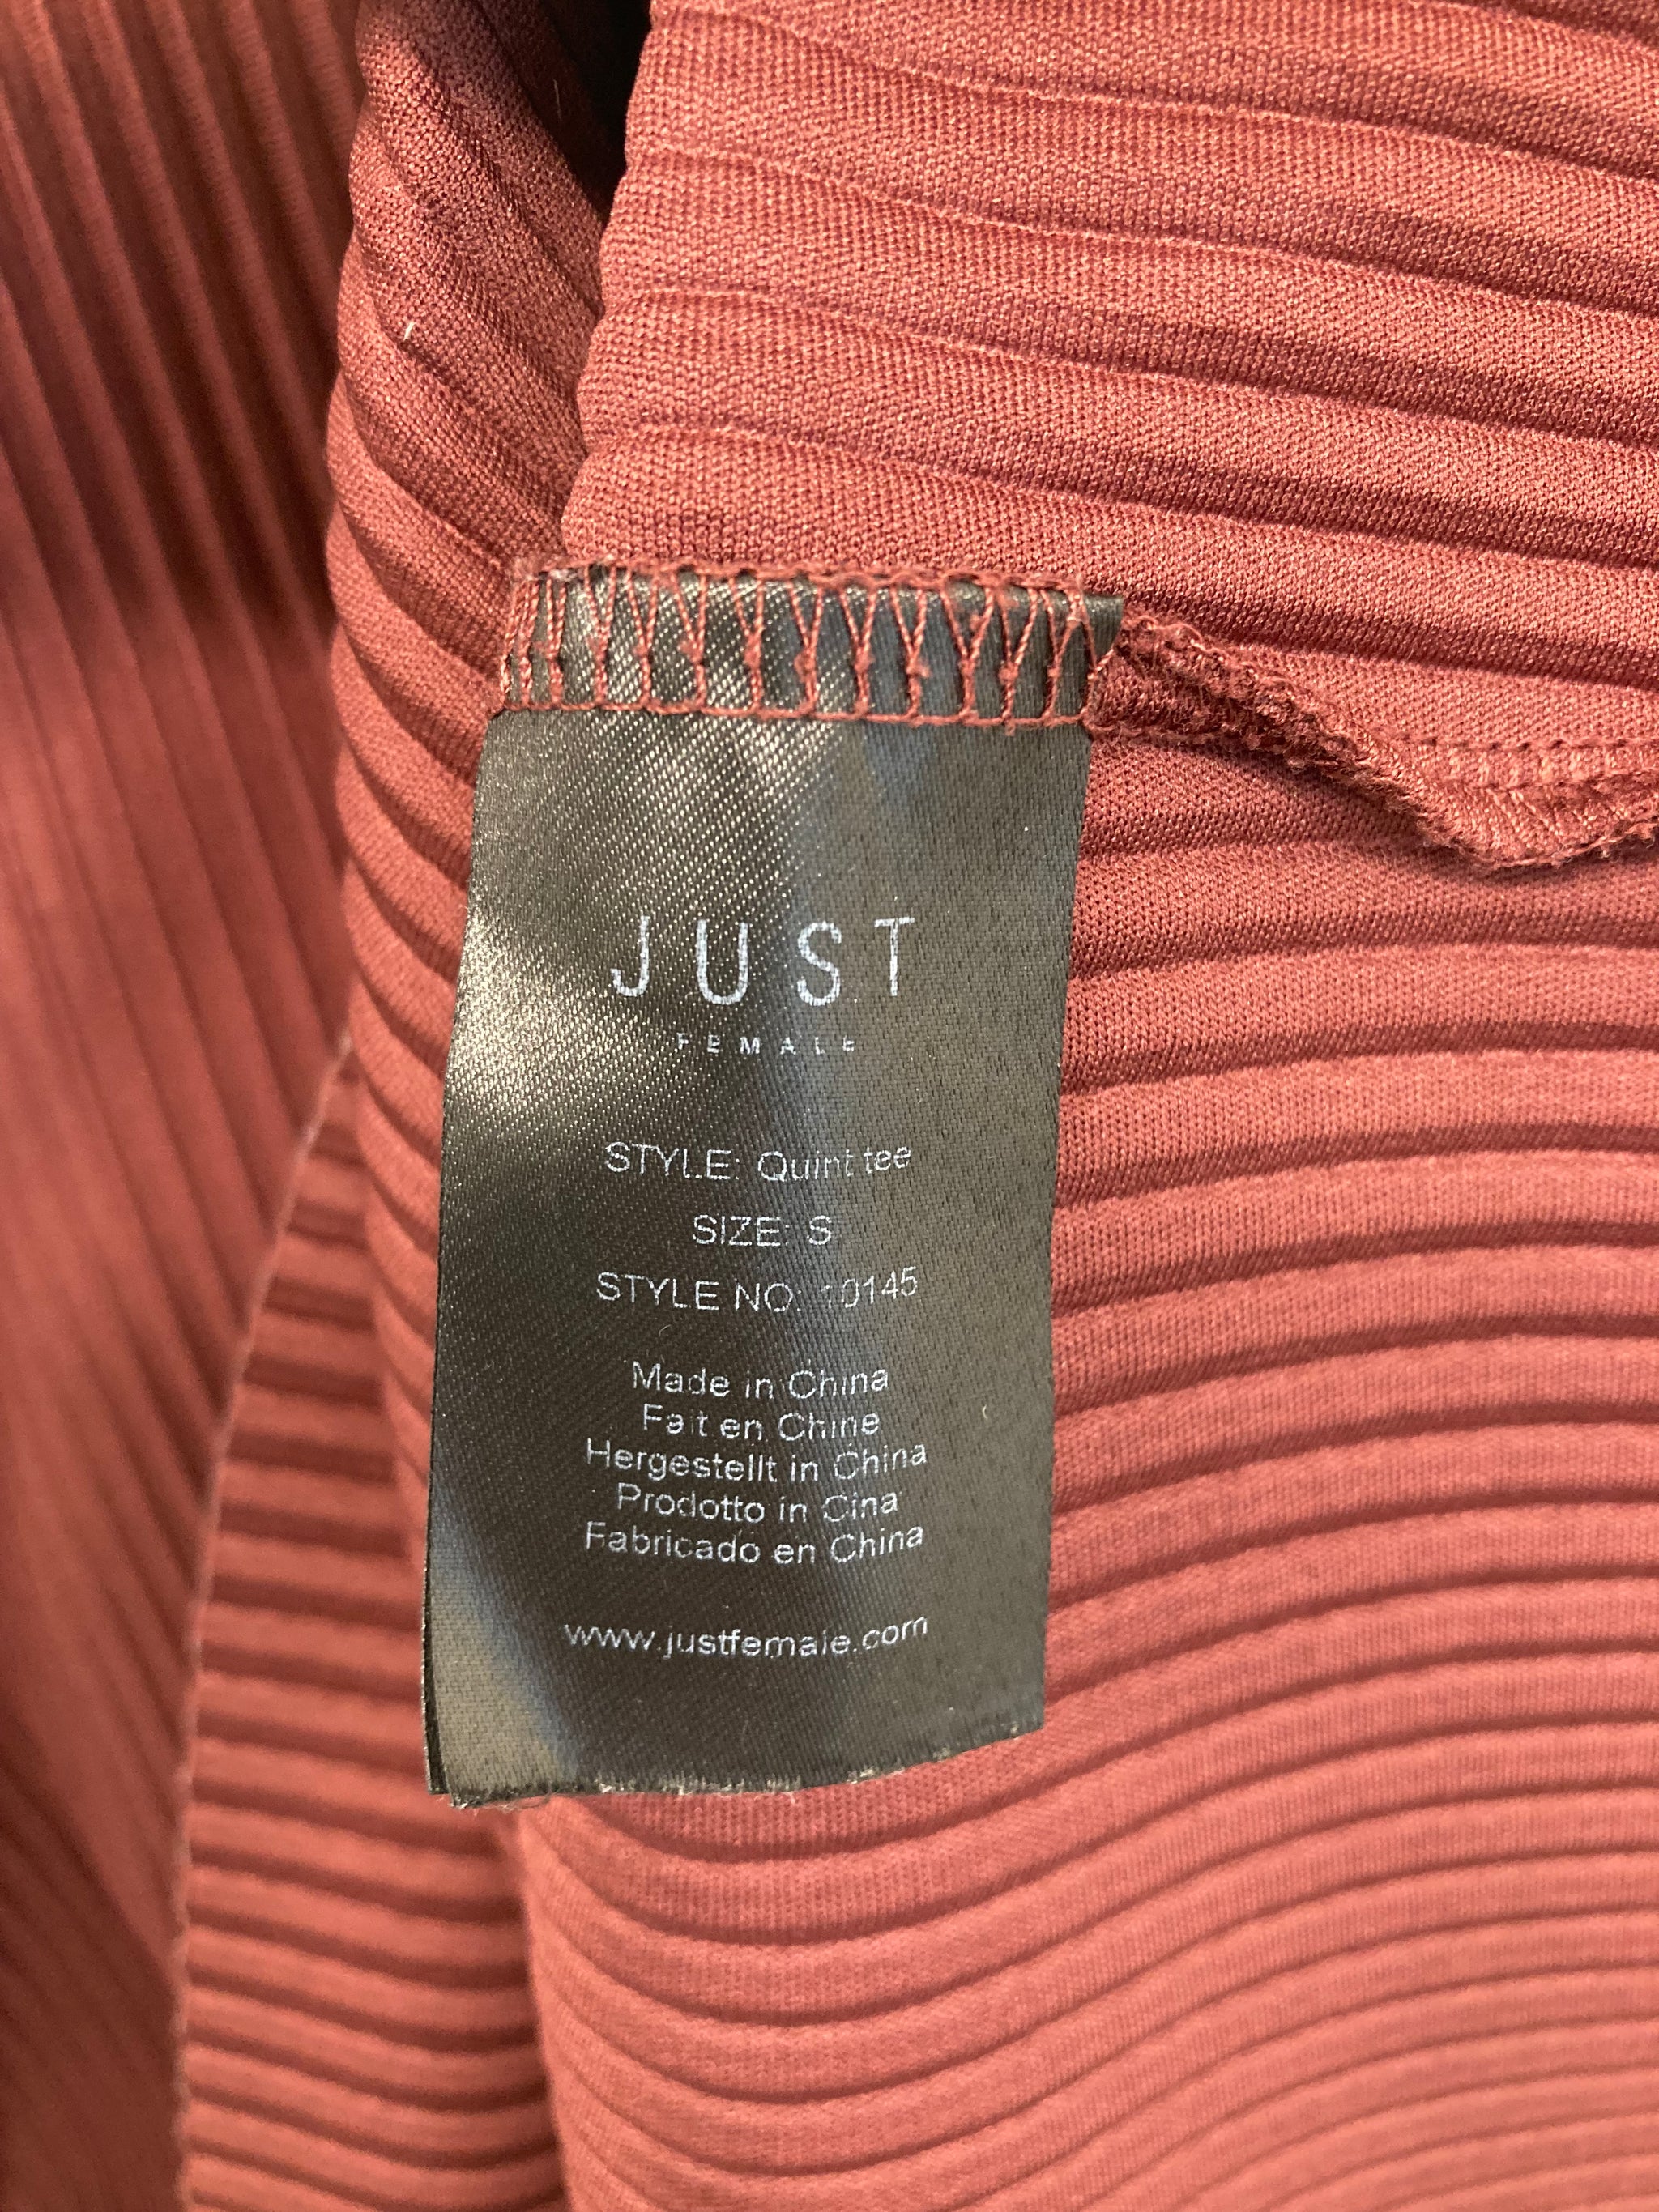 JUST
FEMALE
STYLE: Quint tee
SIZE: S
STYLE NO: 10145
Made in China
Fait en Chine
Hergestellt in China
Prodotto in Cina
Fabricado en China
www.justfemale.com